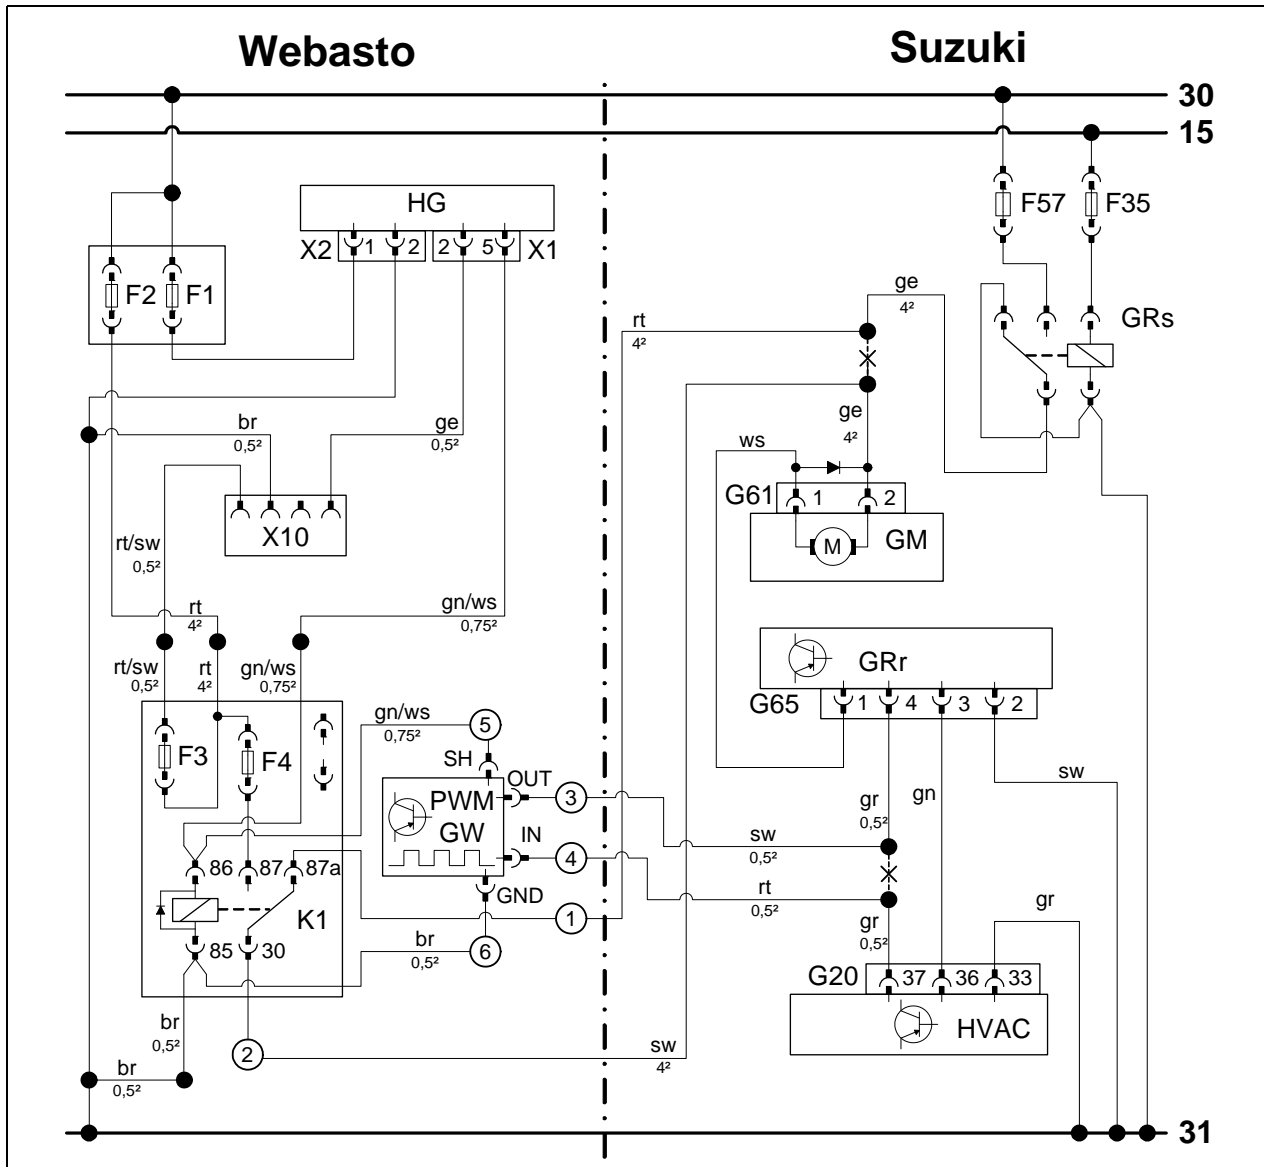 Webasto
Suzuki
30
15
HG
F57
F35
X2
1
2
2
5
X1
F2
F1
ge
4²
GRs
rt
4²
br
0,5²
ge
0,5²
ge
4²
ws
G61
1
2
X10
M
GM
rt/sw
0,5²
rt
4²
gn/ws
0,75²
rt/sw
0,5²
rt
4²
gn/ws
0,75²
GRr
G65
1
4
3
2
gn/ws
0,75²
5
F3
F4
SH
OUT
PWM
GW
3
sw
gr
0,5²
gn
IN
4
sw
0,5²
86
87
87a
GND
rt
0,5²
K1
1
gr
gr
0,5²
85
30
br
0,5²
6
G20
37
36
33
HVAC
br
0,5²
2
sw
4²
br
0,5²
31